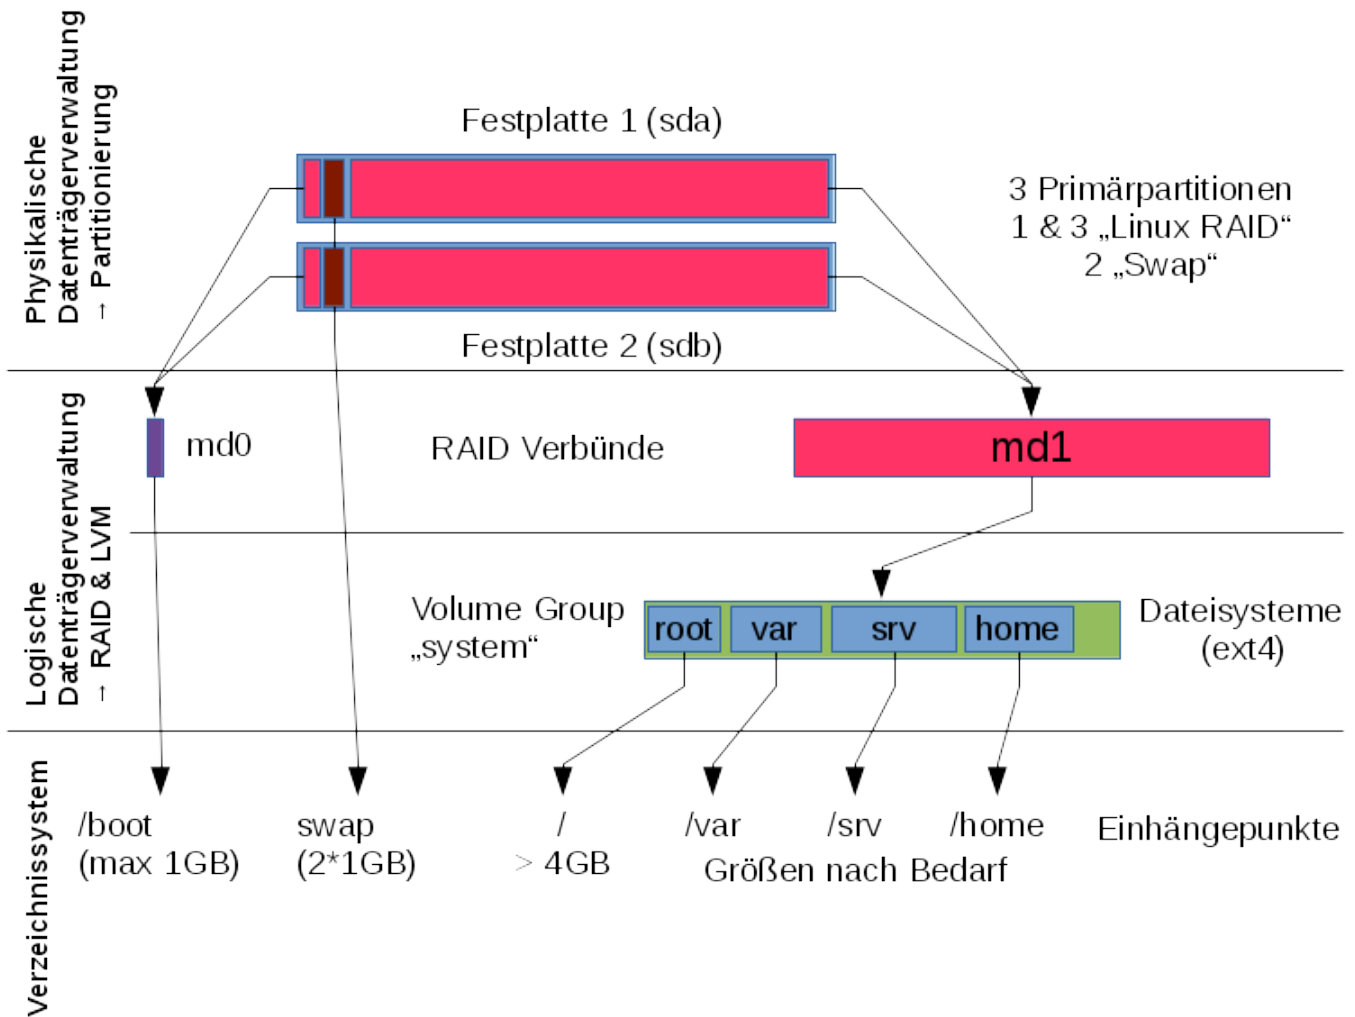 Physikalische
Datenträgerverwaltung
→ Partitionierung
Festplatte 1 (sda)
3 Primärpartitionen
1 & 3 „Linux RAID“
2 „Swap“
Festplatte 2 (sdb)
Logische
Datenträgerverwaltung
→ RAID & LVM
md0
RAID Verbünde
md1
Volume Group
„system“
root
var
srv
home
Dateisysteme
(ext4)
Verzeichnissystem
/boot
(max 1GB)
swap
(2*1GB)
/
> 4GB
/var
/srv
/home
Größen nach Bedarf
Einhängepunkte